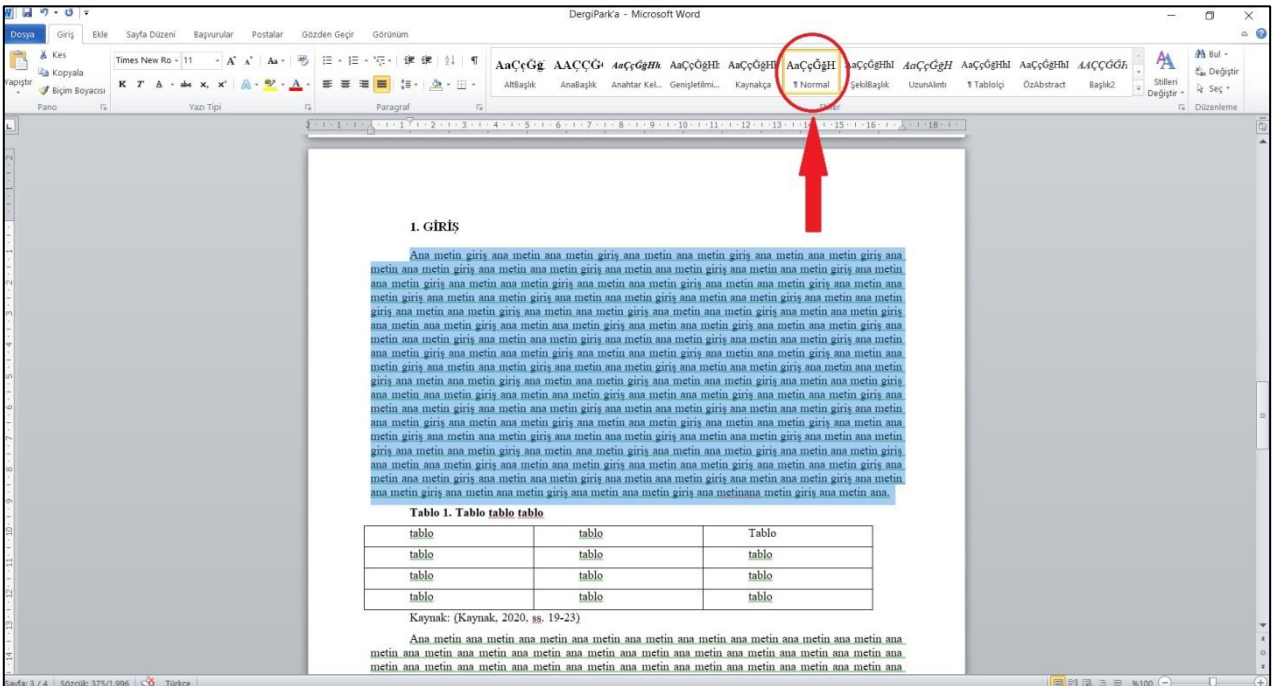 DergiPark'a - Microsoft Word
Dosya Giriş Ekle Sayfa Düzeni Başvurular Postalar Gözden Geçir Görünüm
Kes
Kopyala
Biçim Boyacısı
Pano
Times New Ro 11
K T A abc x, x²
Yazı Tipi
Paragraf
AaÇçĞğ AAÇÇĞ AaÇçĞğHh AaÇçĞğHh AaÇçĞğHh AaÇçĞğH AaÇçĞğHhI AaÇçĞğH AaÇçĞğHhI AaÇçĞğHhI AAÇÇĞĞH
AltBaşlık AnaBaşlık Anahtar Kel... Genişletilmi... Kaynakça ¶ Normal ŞekilBaşlık UzunAlıntı ¶ Tabloİçi ÖzAbstract Başlık2
Stilleri Değiştir
Bul
Değiştir
Seç
Düzenleme
1. GİRİŞ
Ana metin giriş ana metin ana metin giriş ana metin ana metin giriş ana metin ana metin giriş ana
metin ana metin giriş ana metin ana metin giriş ana metin ana metin giriş ana metin ana metin giriş ana metin
ana metin giriş ana metin ana metin giriş ana metin ana metin giriş ana metin ana metin giriş ana metin ana
metin giriş ana metin ana metin giriş ana metin ana metin giriş ana metin ana metin giriş ana metin ana metin
giriş ana metin ana metin giriş ana metin ana metin giriş ana metin ana metin giriş ana metin ana metin giriş
ana metin ana metin giriş ana metin ana metin giriş ana metin ana metin giriş ana metin ana metin giriş ana
metin ana metin giriş ana metin ana metin giriş ana metin ana metin giriş ana metin ana metin giriş ana metin
ana metin giriş ana metin ana metin giriş ana metin ana metin giriş ana metin ana metin giriş ana metin ana
metin giriş ana metin ana metin giriş ana metin ana metin giriş ana metin ana metin giriş ana metin ana metin
giriş ana metin ana metin giriş ana metin ana metin giriş ana metin ana metin giriş ana metin ana metin giriş
ana metin ana metin giriş ana metin ana metin giriş ana metin ana metin giriş ana metin ana metin giriş ana
metin ana metin giriş ana metin ana metin giriş ana metin ana metin giriş ana metin ana metin giriş ana metin
ana metin giriş ana metin ana metin giriş ana metin ana metin giriş ana metin ana metin giriş ana metin ana
metin giriş ana metin ana metin giriş ana metin ana metin giriş ana metin ana metin giriş ana metin ana metin
giriş ana metin ana metin giriş ana metin ana metin giriş ana metin ana metin giriş ana metin ana metin giriş
ana metin ana metin giriş ana metin ana metin giriş ana metin ana metin giriş ana metin ana metin giriş ana
metin ana metin giriş ana metin ana metin giriş ana metin ana metin giriş ana metin ana metin giriş ana metin
ana metin giriş ana metin ana metin giriş ana metin ana metin giriş ana metinana metin giriş ana metin ana.
Tablo 1. Tablo tablo tablo
tablo tablo Tablo
tablo tablo tablo
tablo tablo tablo
tablo tablo tablo
Kaynak: (Kaynak, 2020, ss. 19-23)
Ana metin ana metin ana metin ana metin ana metin ana metin ana metin ana metin ana metin ana
metin ana metin ana metin ana metin ana metin ana metin ana metin ana metin ana metin ana metin ana
metin ana metin ana metin ana metin ana metin ana metin ana metin ana metin ana metin ana metin ana
Sayfa: 3 / 4 Sözcük: 375/1.996 Türkçe %100